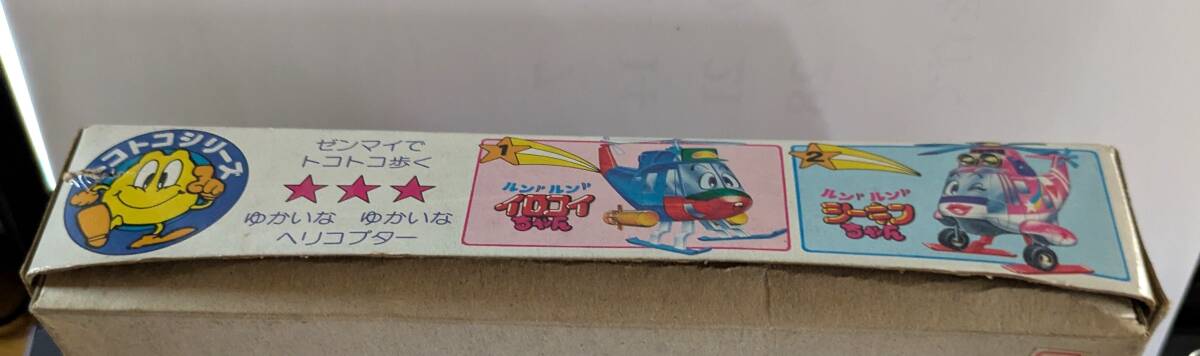 トコトコシリーズ
ゼンマイで
トコトコ歩く
★★★
ゆかいな ゆかいな
ヘリコプター
1
ルンルン
イロコイ
ちゃん
2
ルンルン
シーキング
ちゃん